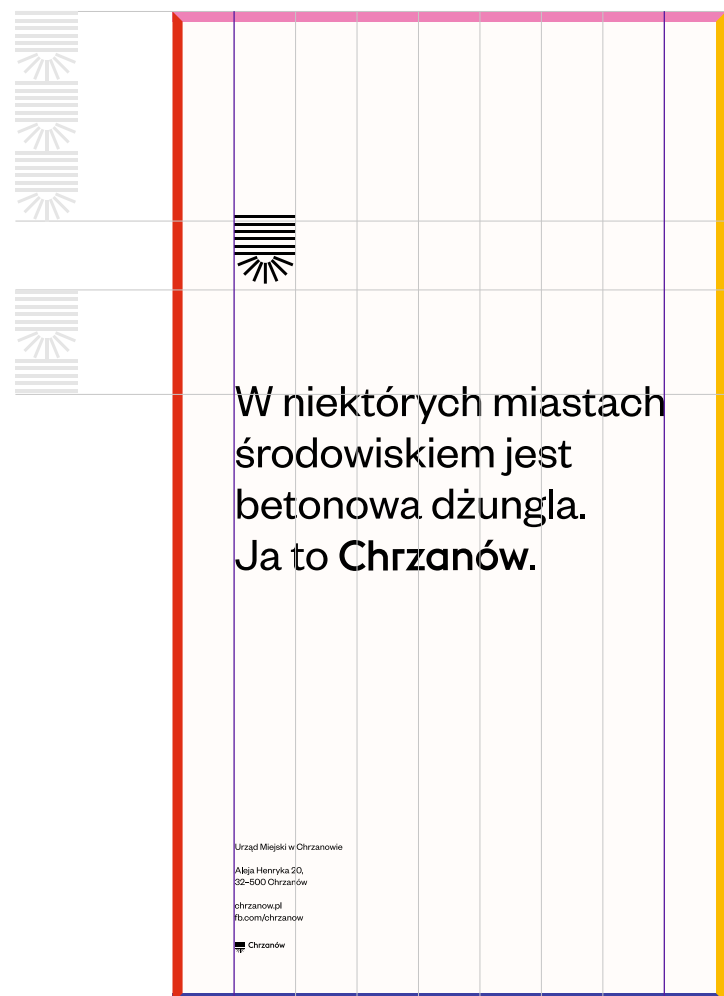 W niektórych miastach
środowiskiem jest
betonowa dżungla.
Ja to Chrzanów.
Urząd Miejski w Chrzanowie
Aleja Henryka 20,
32–500 Chrzanów
chrzanow.pl
fb.com/chrzanow
Chrzanów